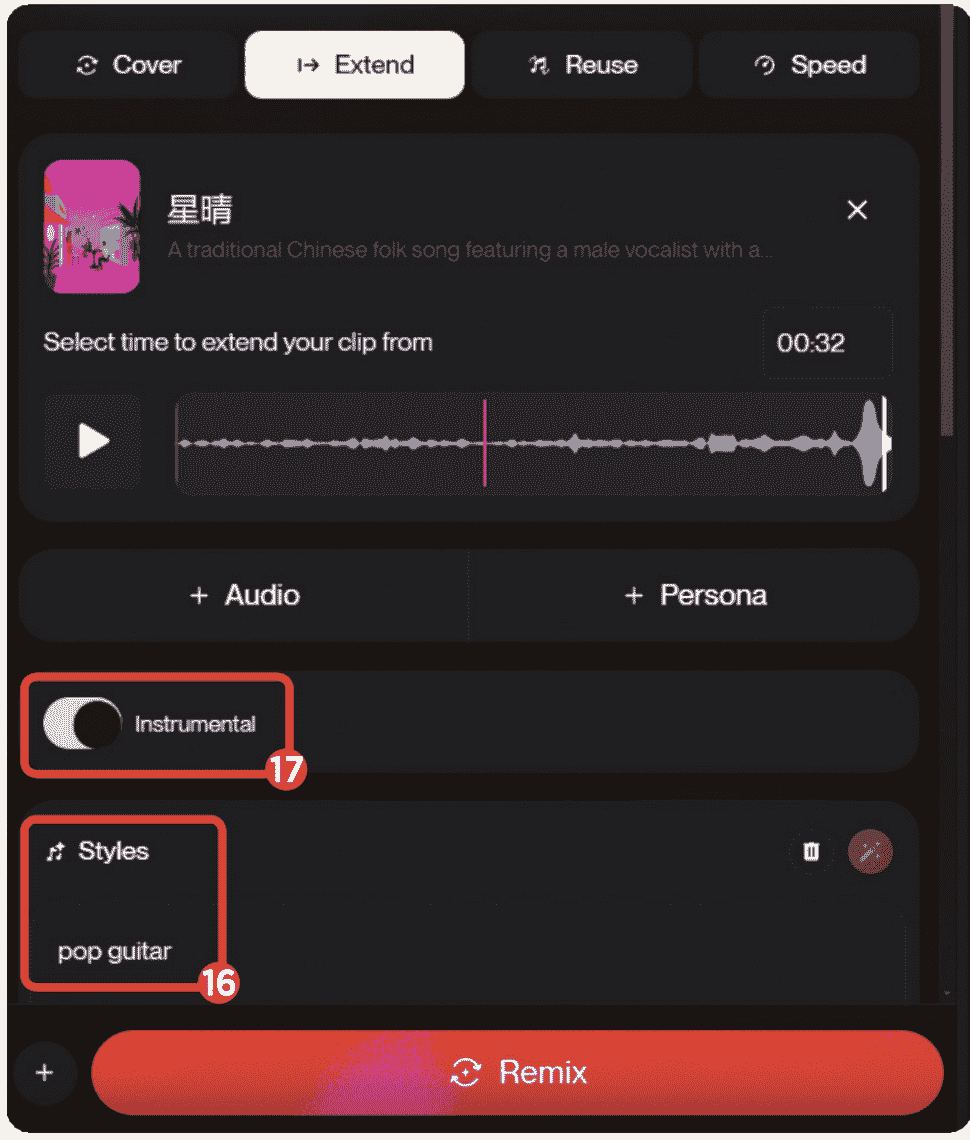 Cover Extend Reuse Speed
星晴
A traditional Chinese folk song featuring a male vocalist with a...
Select time to extend your clip from 00:32
+ Audio + Persona
Instrumental
17
Styles
pop guitar
16
+ Remix